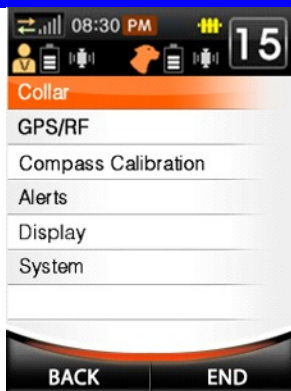 08:30 PM
15
Collar
GPS/RF
Compass Calibration
Alerts
Display
System
BACK END